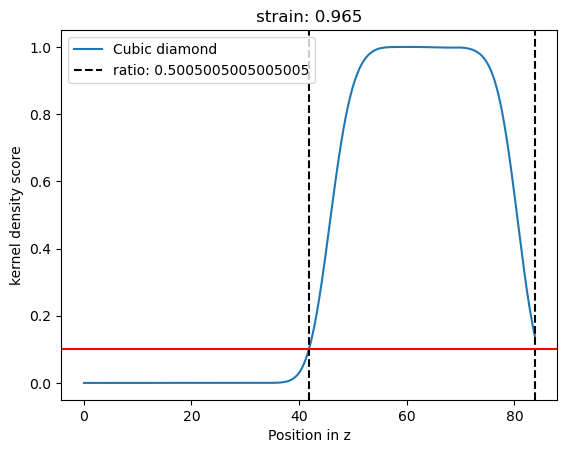 strain: 0.965
Cubic diamond
ratio: 0.5005005005005005
kernel density score
1.0
0.8
0.6
0.4
0.2
0.0
0 20 40 60 80
Position in z